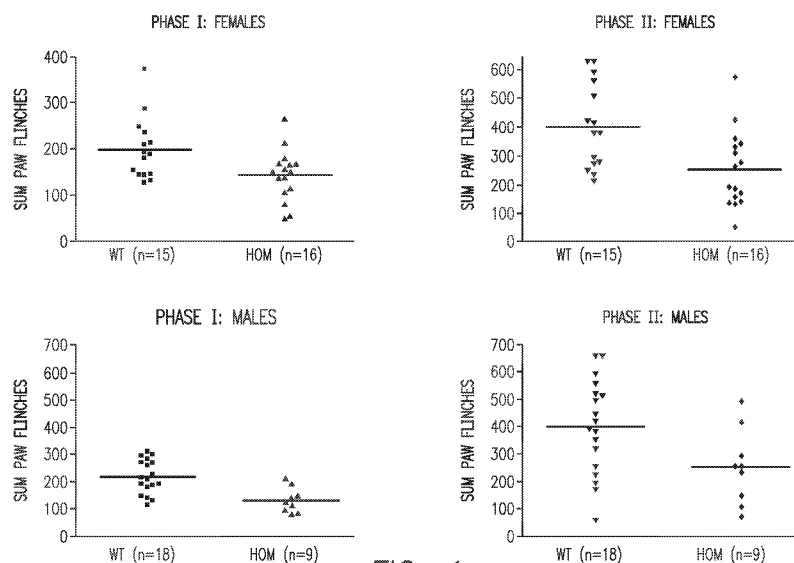 PHASE I: FEMALES
SUM PAW FLINCHES
400
300
200
100
0
WT (n=15)
HOM (n=16)
PHASE II: FEMALES
SUM PAW FLINCHES
600
500
400
300
200
100
0
WT (n=15)
HOM (n=16)
PHASE I: MALES
SUM PAW FLINCHES
700
600
500
400
300
200
100
0
WT (n=18)
HOM (n=9)
PHASE II: MALES
SUM PAW FLINCHES
700
600
500
400
300
200
100
0
WT (n=18)
HOM (n=9)